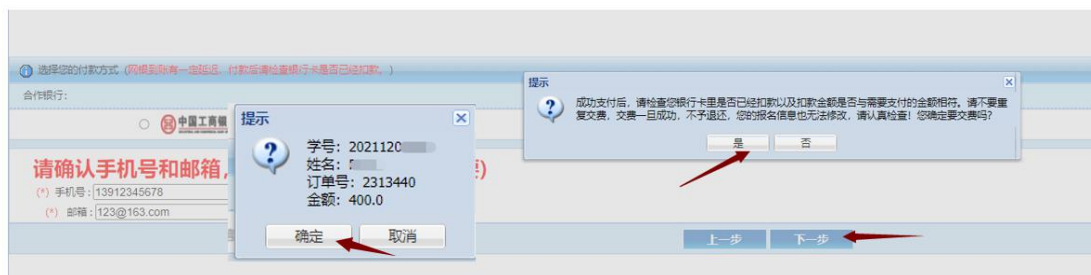 选择您的付款方式（网银到账有一定延迟，付款后请检查银行卡是否已经扣款。）
合作银行：
中国工商银
请确认手机号和邮箱，
(*) 手机号：13912345678
(*) 邮箱：123@163.com
提示
学号：2021120
姓名：
订单号：2313440
金额：400.0
确定 取消
提示
成功支付后，请检查您银行卡里是否已经扣款以及扣款金额是否与需要支付的金额相符。请不要重
复交费，交费一旦成功，不予退还，您的报名信息也无法修改，请认真检查！您确定要交费吗？
是 否
上一步 下一步